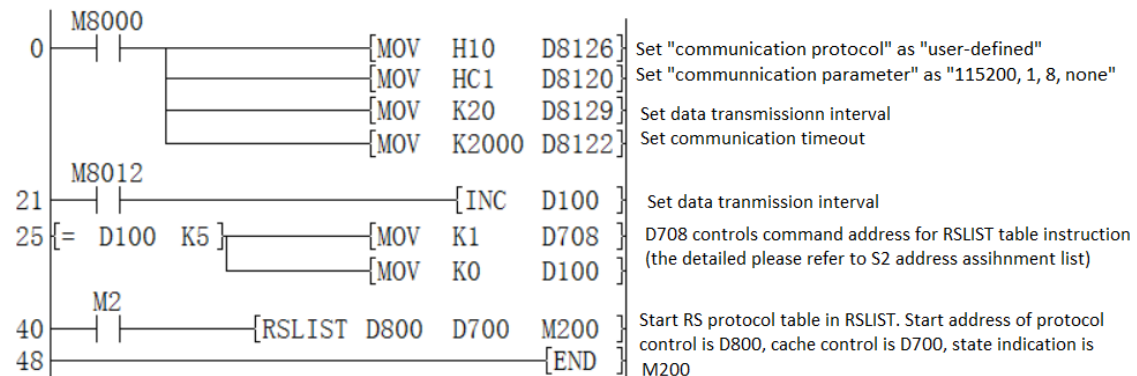 M8000
0 [MOV H10 D8126] Set "communication protocol" as "user-defined"
[MOV HC1 D8120] Set "communnication parameter" as "115200, 1, 8, none"
[MOV K20 D8129] Set data transmissionn interval
[MOV K2000 D8122] Set communication timeout
M8012
21 [INC D100 ] Set data tranmission interval
25 [= D100 K5 ] [MOV K1 D708 ] D708 controls command address for RSLIST table instruction
[MOV K0 D100 ] (the detailed please refer to S2 address assihnment list)
M2
40 [RSLIST D800 D700 M200 ] Start RS protocol table in RSLIST. Start address of protocol
control is D800, cache control is D700, state indication is
48 [END ] M200